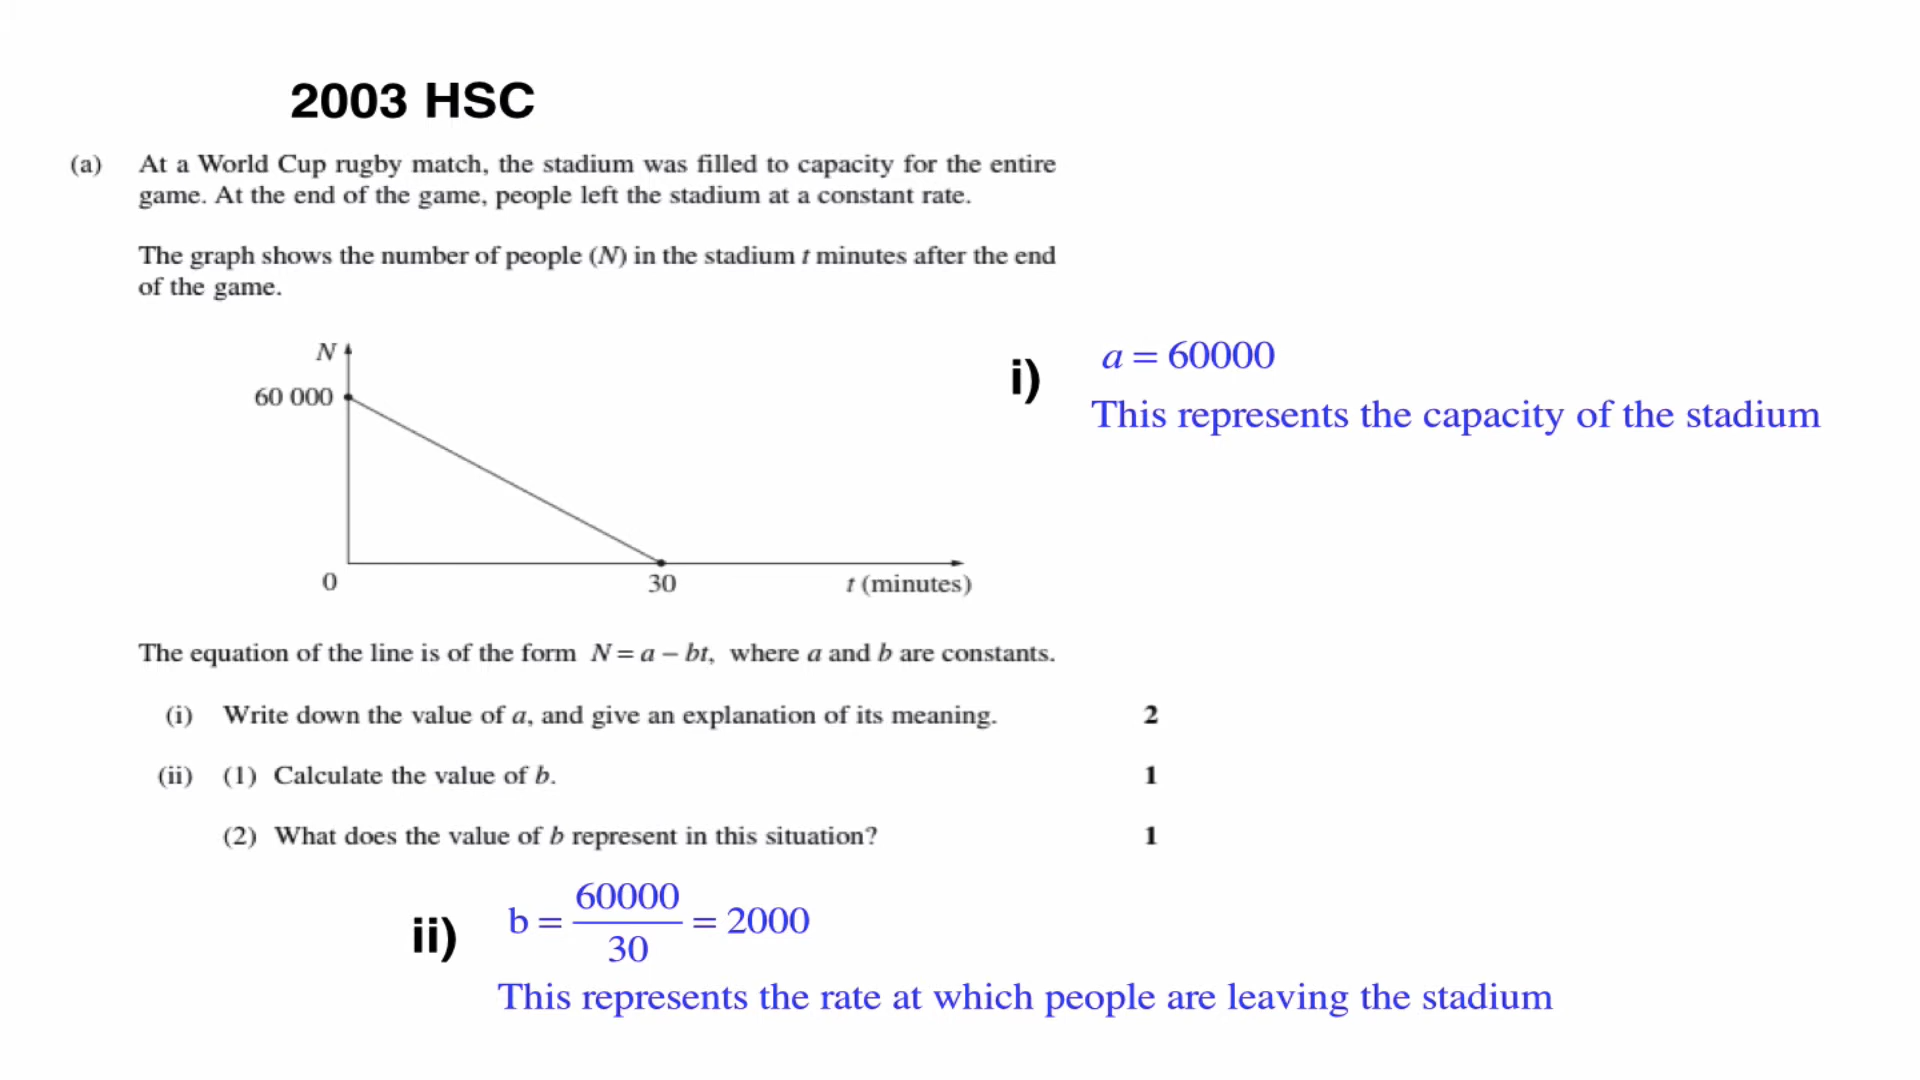 2003 HSC
(a) At a World Cup rugby match, the stadium was filled to capacity for the entire
game. At the end of the game, people left the stadium at a constant rate.
The graph shows the number of people (N) in the stadium t minutes after the end
of the game.
N
60 000
0
30
t (minutes)
i) a = 60000
This represents the capacity of the stadium
The equation of the line is of the form N = a – bt, where a and b are constants.
(i) Write down the value of a, and give an explanation of its meaning. 2
(ii) (1) Calculate the value of b. 1
(2) What does the value of b represent in this situation? 1
ii) b = 60000/30 = 2000
This represents the rate at which people are leaving the stadium